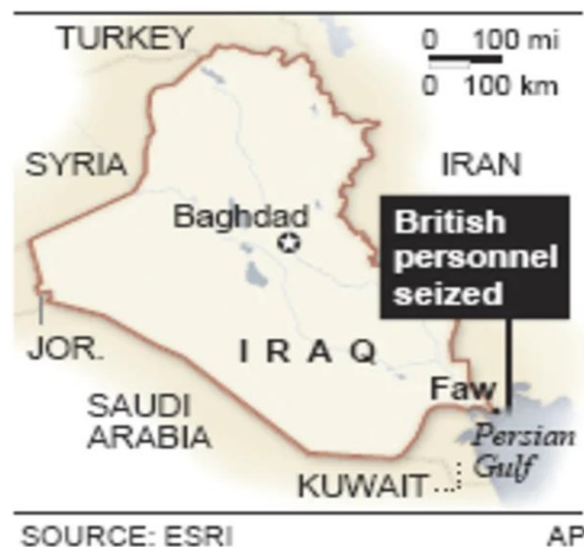 TURKEY
0 100 mi
0 100 km
SYRIA
IRAN
Baghdad
British
personnel
seized
JOR.
IRAQ
Faw
SAUDI
ARABIA
Persian
Gulf
KUWAIT
SOURCE: ESRI
AP